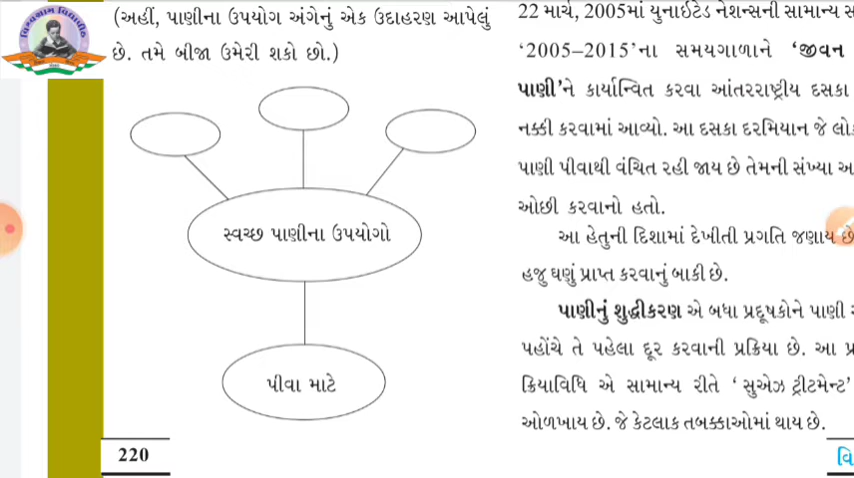 (અહીં, પાણીના ઉપયોગ અંગેનું એક ઉદાહરણ આપેલું
છે. તમે બીજા ઉમેરી શકો છો.)
સ્વચ્છ પાણીના ઉપયોગો
પીવા માટે
220
22 માર્ચ, 2005માં યુનાઈટેડ નેશન્સની સામાન્ય
‘2005–2015’ના સમયગાળાને ‘જીવન
પાણી’ને કાર્યાન્વિત કરવા આંતરરાષ્ટ્રીય દસકા
નક્કી કરવામાં આવ્યો. આ દસકા દરમિયાન જે
પાણી પીવાથી વંચિત રહી જાય છે તેમની સંખ્યા
ઓછી કરવાનો હતો.
આ હેતુની દિશામાં દેખીતી પ્રગતિ જણાય છે
હજુ ઘણું પ્રાપ્ત કરવાનું બાકી છે.
પાણીનું શુદ્ધીકરણ એ બધા પ્રદૂષકોને પાણી
પહોંચે તે પહેલા દૂર કરવાની પ્રક્રિયા છે. આ
ક્રિયાવિધિ એ સામાન્ય રીતે ‘સુએઝ ટ્રીટમેન્ટ’
ઓળખાય છે. જે કેટલાક તબક્કાઓમાં થાય છે.